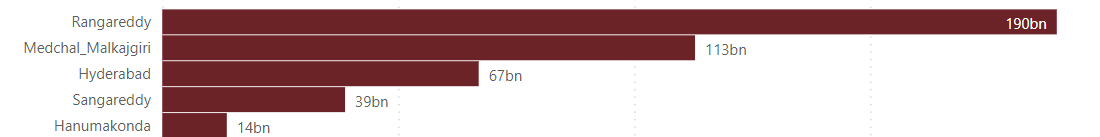 Rangareddy 190bn
Medchal_Malkajgiri 113bn
Hyderabad 67bn
Sangareddy 39bn
Hanumakonda 14bn